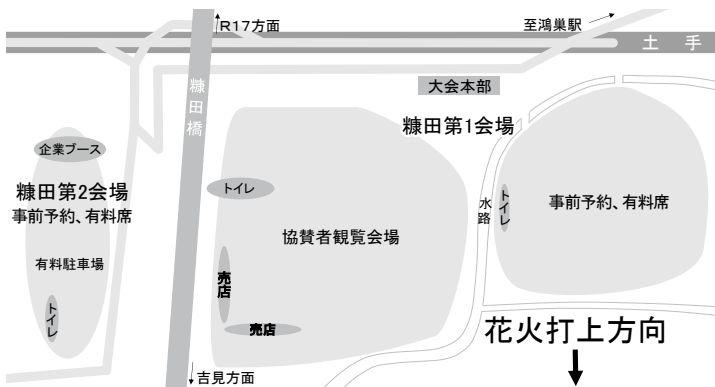 R17方面
至鴻巣駅
土手
糠田橋
大会本部
糠田第1会場
企業ブース
糠田第2会場
事前予約、有料席
有料駐車場
トイレ
トイレ
協賛者観覧会場
売店
売店
水路
トイレ
事前予約、有料席
花火打上方向
吉見方面